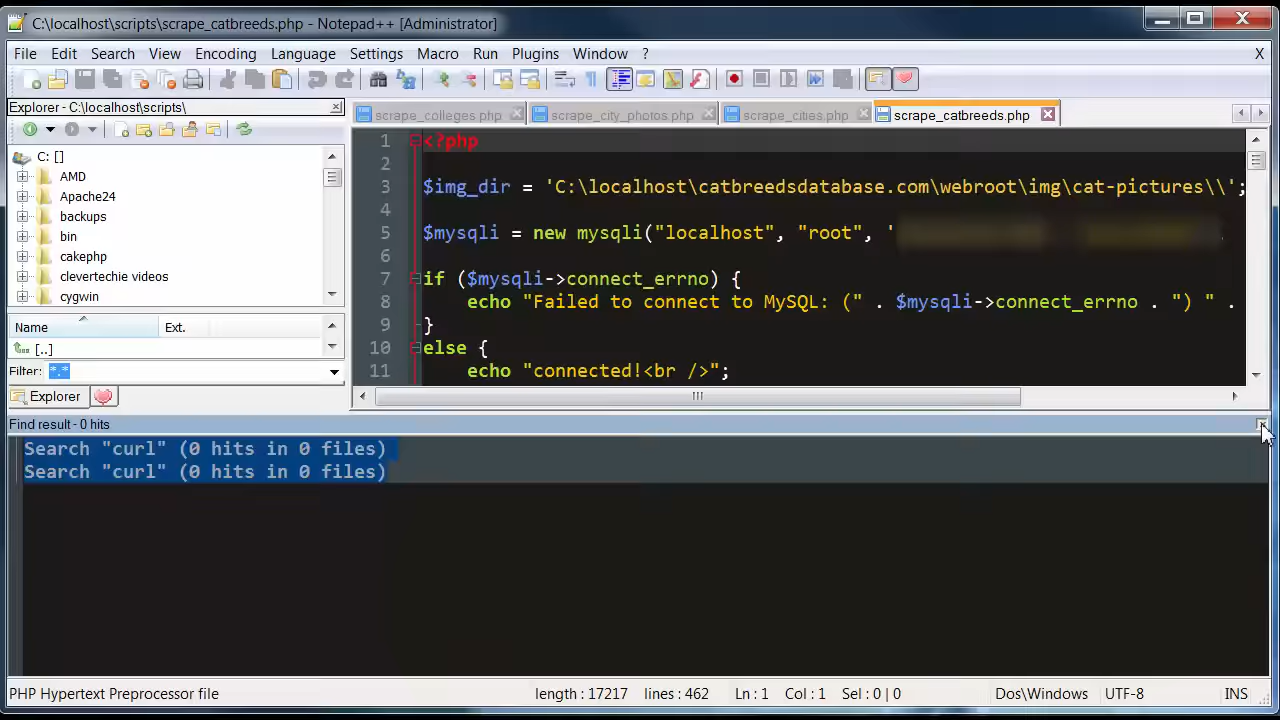 C:\localhost\scripts\scrape_catbreeds.php - Notepad++ [Administrator]
File Edit Search View Encoding Language Settings Macro Run Plugins Window ? X
Explorer - C:\localhost\scripts\
scrape_colleges.php scrape_city_photos.php scrape_cities.php scrape_catbreeds.php
C: []
AMD
Apache24
backups
bin
cakephp
clevertechie videos
cygwin
Name Ext.
[..]
Filter: *.*
Explorer
1 <?php
2
3 $img_dir = 'C:\localhost\catbreedsdatabase.com\webroot\img\cat-pictures\\';
4
5 $mysqli = new mysqli("localhost", "root", '
6
7 if ($mysqli->connect_errno) {
8 echo "Failed to connect to MySQL: (" . $mysqli->connect_errno . ") " .
9 }
10 else {
11 echo "connected!<br />";
Find result - 0 hits
Search "curl" (0 hits in 0 files)
Search "curl" (0 hits in 0 files)
PHP Hypertext Preprocessor file length : 17217 lines : 462 Ln : 1 Col : 1 Sel : 0 | 0 Dos\Windows UTF-8 INS